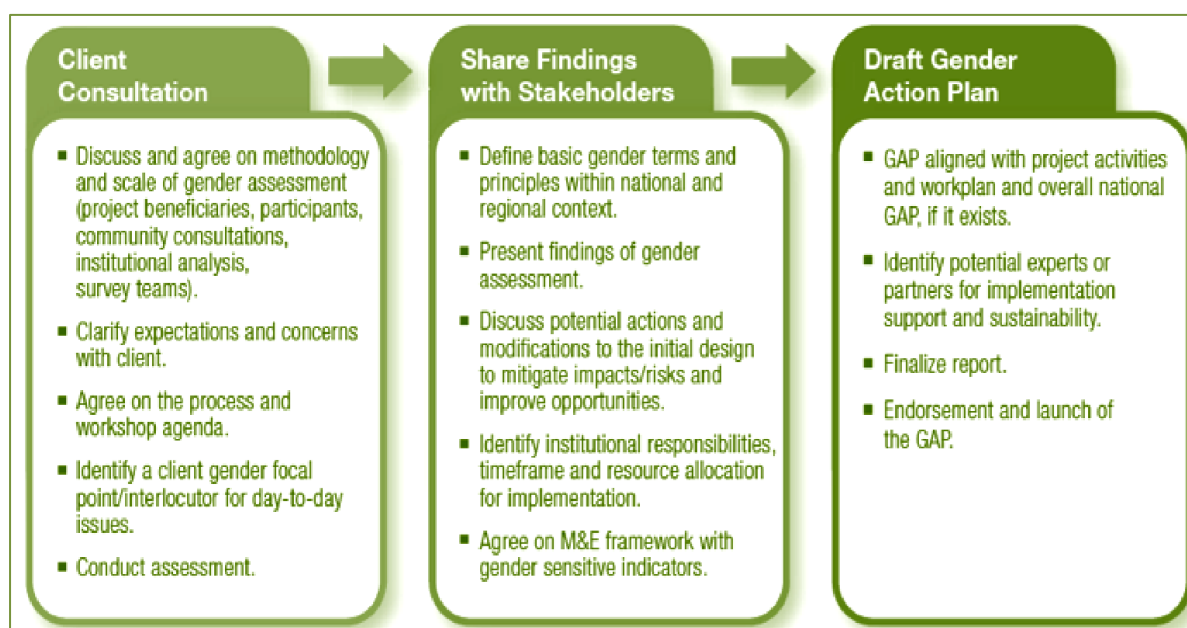 Client
Consultation
■ Discuss and agree on methodology
and scale of gender assessment
(project beneficiaries, participants,
community consultations,
institutional analysis,
survey teams).
■ Clarify expectations and concerns
with client.
■ Agree on the process and
workshop agenda.
■ Identify a client gender focal
point/interlocutor for day-to-day
issues.
■ Conduct assessment.
Share Findings
with Stakeholders
■ Define basic gender terms and
principles within national and
regional context.
■ Present findings of gender
assessment.
■ Discuss potential actions and
modifications to the initial design
to mitigate impacts/risks and
improve opportunities.
■ Identify institutional responsibilities,
timeframe and resource allocation
for implementation.
■ Agree on M&E framework with
gender sensitive indicators.
Draft Gender
Action Plan
■ GAP aligned with project activities
and workplan and overall national
GAP, if it exists.
■ Identify potential experts or
partners for implementation
support and sustainability.
■ Finalize report.
■ Endorsement and launch of
the GAP.